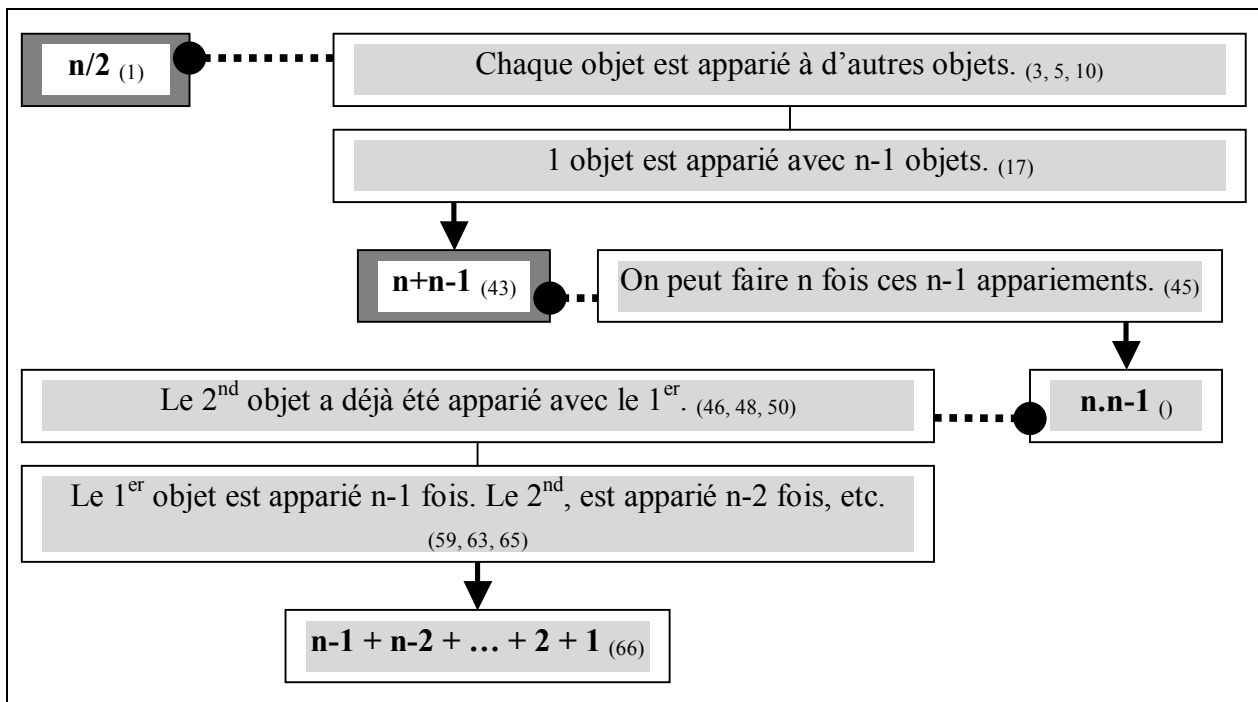 n/2 (1)
Chaque objet est apparié à d'autres objets. (3, 5, 10)
1 objet est apparié avec n-1 objets. (17)
n+n-1 (43)
On peut faire n fois ces n-1 appariements. (45)
Le 2nd objet a déjà été apparié avec le 1er. (46, 48, 50)
n.n-1 ()
Le 1er objet est apparié n-1 fois. Le 2nd, est apparié n-2 fois, etc.
(59, 63, 65)
n-1 + n-2 + … + 2 + 1 (66)